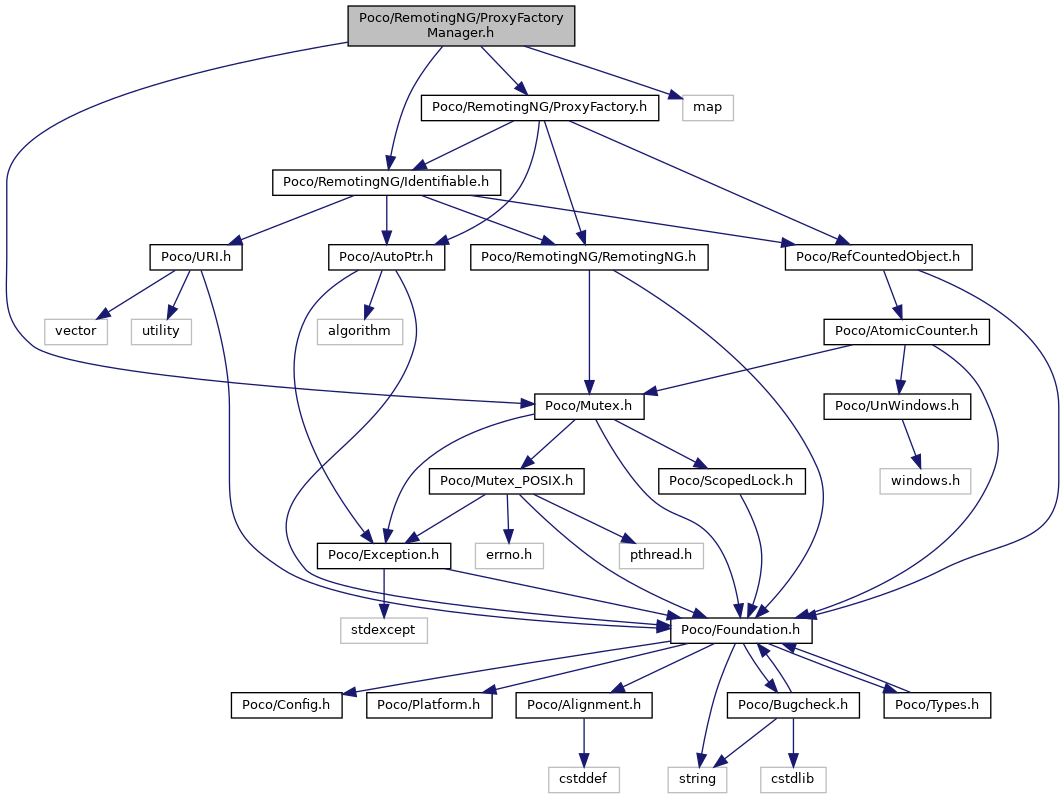 Poco/RemotingNG/ProxyFactory
Manager.h
Poco/RemotingNG/ProxyFactory.h
map
Poco/RemotingNG/Identifiable.h
Poco/URI.h
Poco/AutoPtr.h
Poco/RemotingNG/RemotingNG.h
Poco/RefCountedObject.h
vector
utility
algorithm
Poco/AtomicCounter.h
Poco/Mutex.h
Poco/UnWindows.h
Poco/Mutex_POSIX.h
Poco/ScopedLock.h
windows.h
Poco/Exception.h
errno.h
pthread.h
stdexcept
Poco/Foundation.h
Poco/Config.h
Poco/Platform.h
Poco/Alignment.h
Poco/Bugcheck.h
Poco/Types.h
cstddef
string
cstdlib